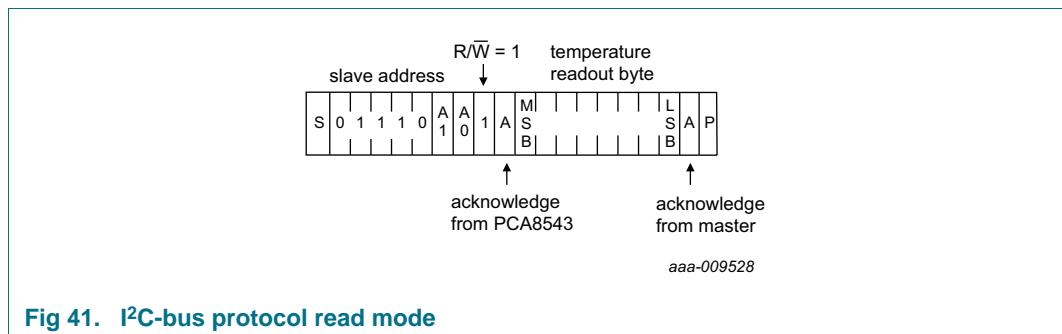 R/W̅ = 1 temperature
slave address readout byte
S 0 1 1 1 0 A1 A0 1 A MSB LSB A P
acknowledge acknowledge
from PCA8543 from master
aaa-009528
Fig 41. I²C-bus protocol read mode